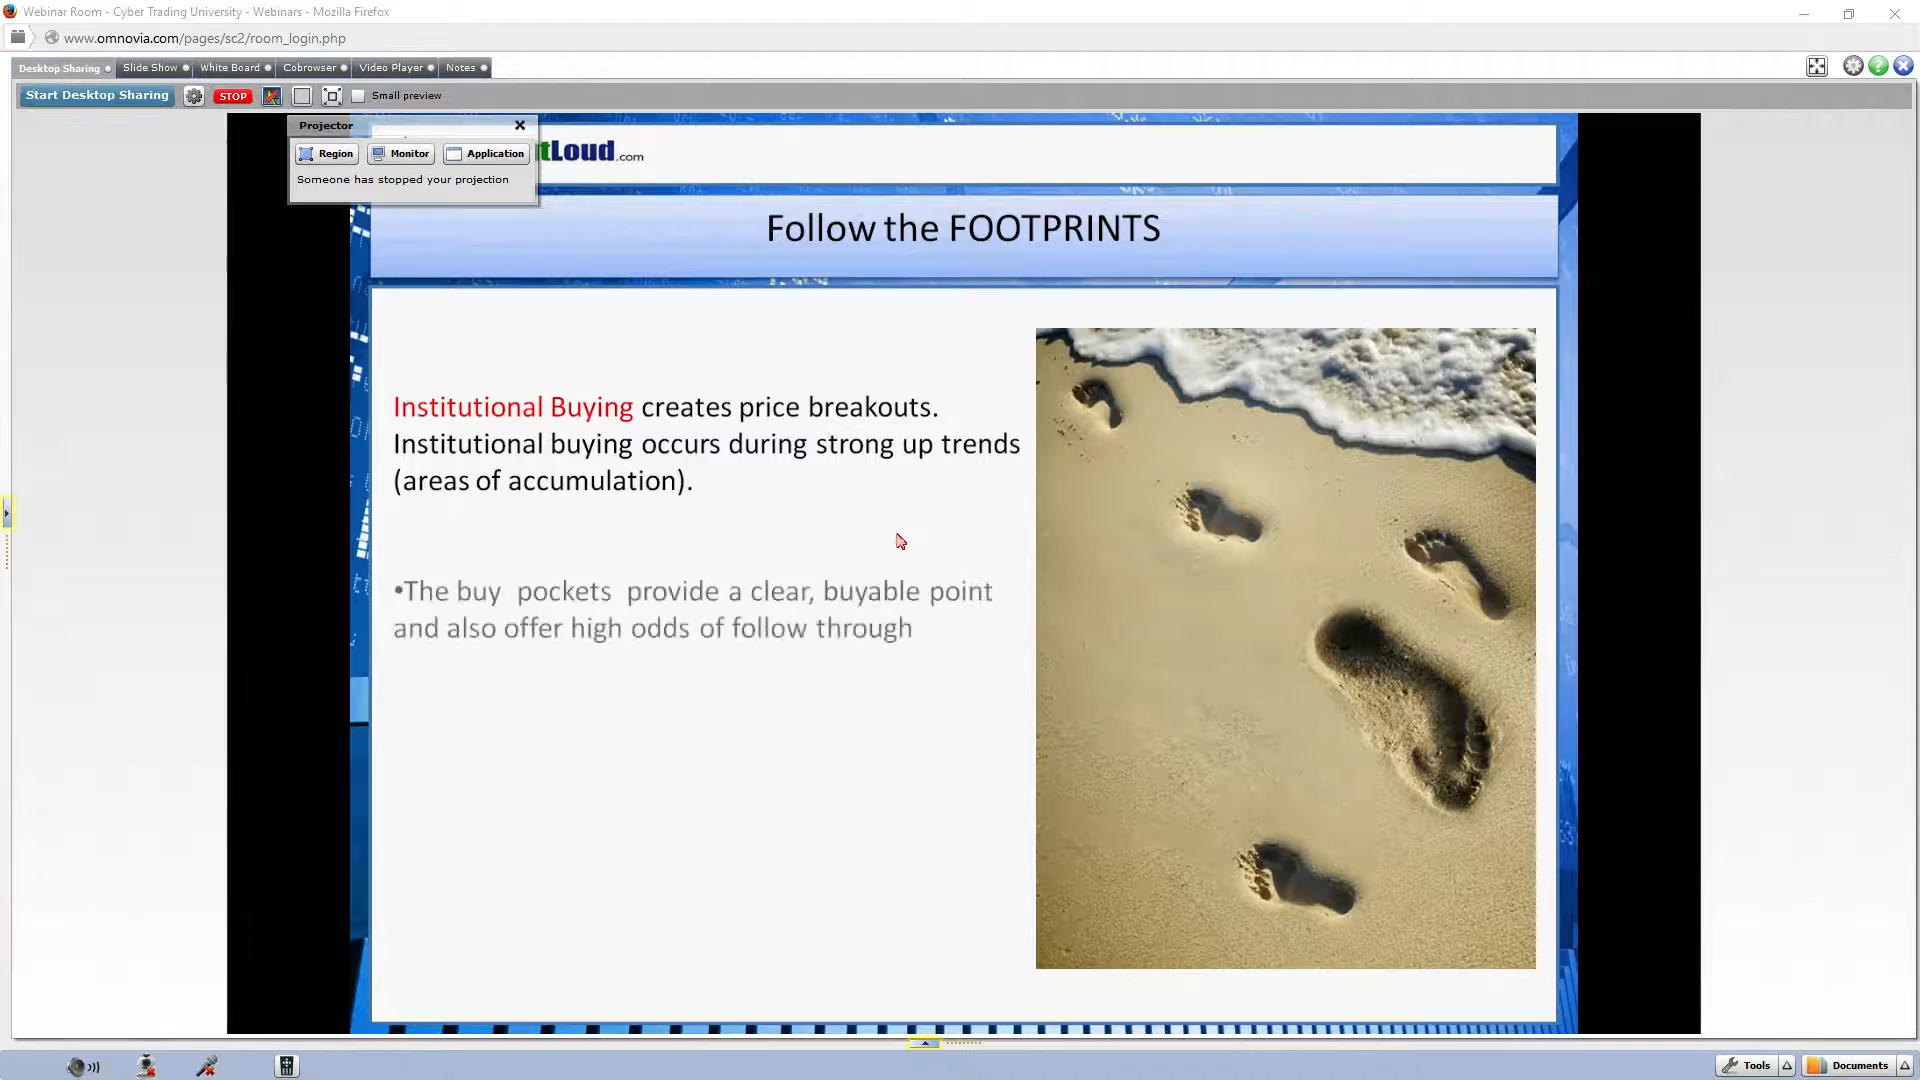 Webinar Room - Cyber Trading University - Webinars - Mozilla Firefox
www.omnovia.com/pages/sc2/room_login.php
Desktop Sharing Slide Show White Board Cobrowser Video Player Notes
Start Desktop Sharing STOP Small preview
Projector
Region Monitor Application
Someone has stopped your projection
tLoud.com
Follow the FOOTPRINTS
Institutional Buying creates price breakouts.
Institutional buying occurs during strong up trends
(areas of accumulation).
•The buy pockets provide a clear, buyable point
and also offer high odds of follow through
Tools Documents